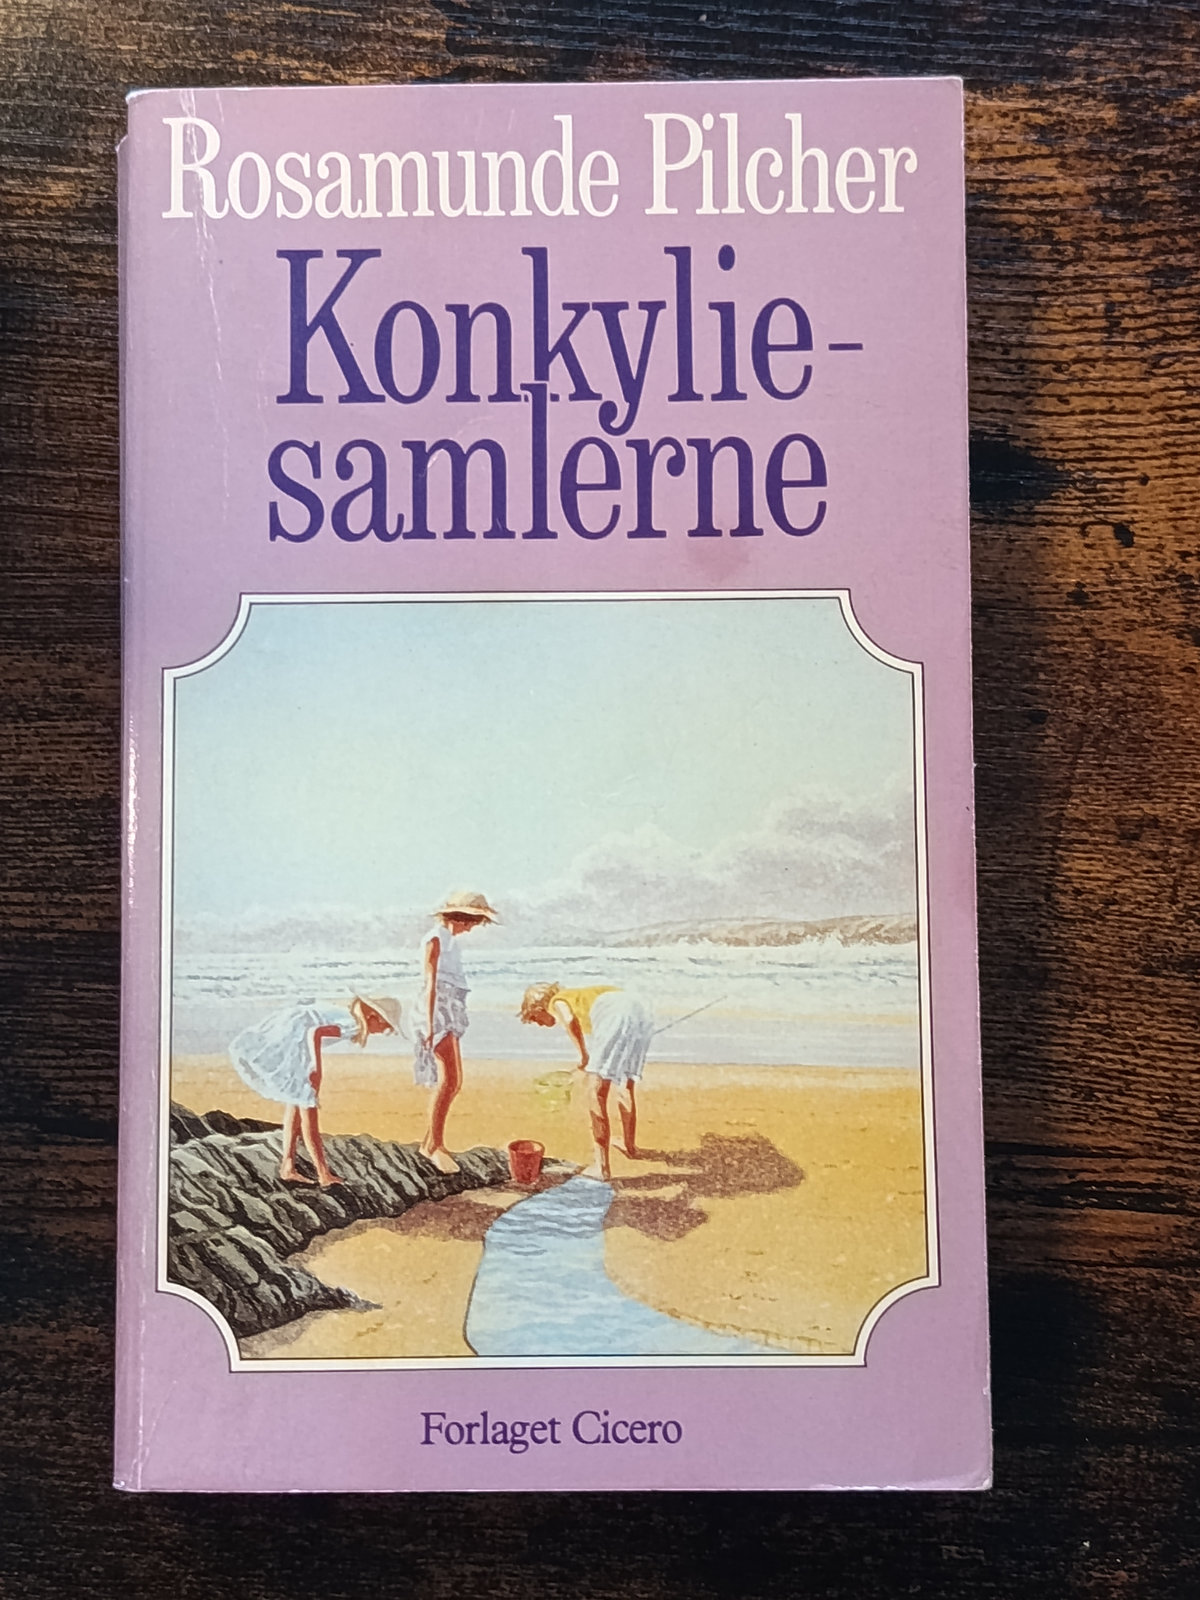 Rosamunde Pilcher
Konkylie-
samlerne
Forlaget Cicero